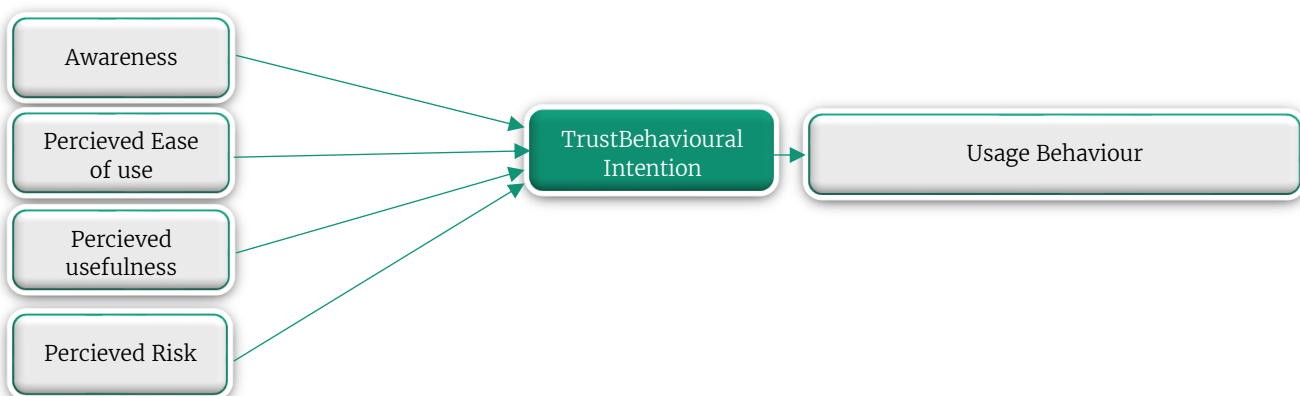 Awareness
Percieved Ease
of use
Percieved
usefulness
Percieved Risk
TrustBehavioural
Intention
Usage Behaviour